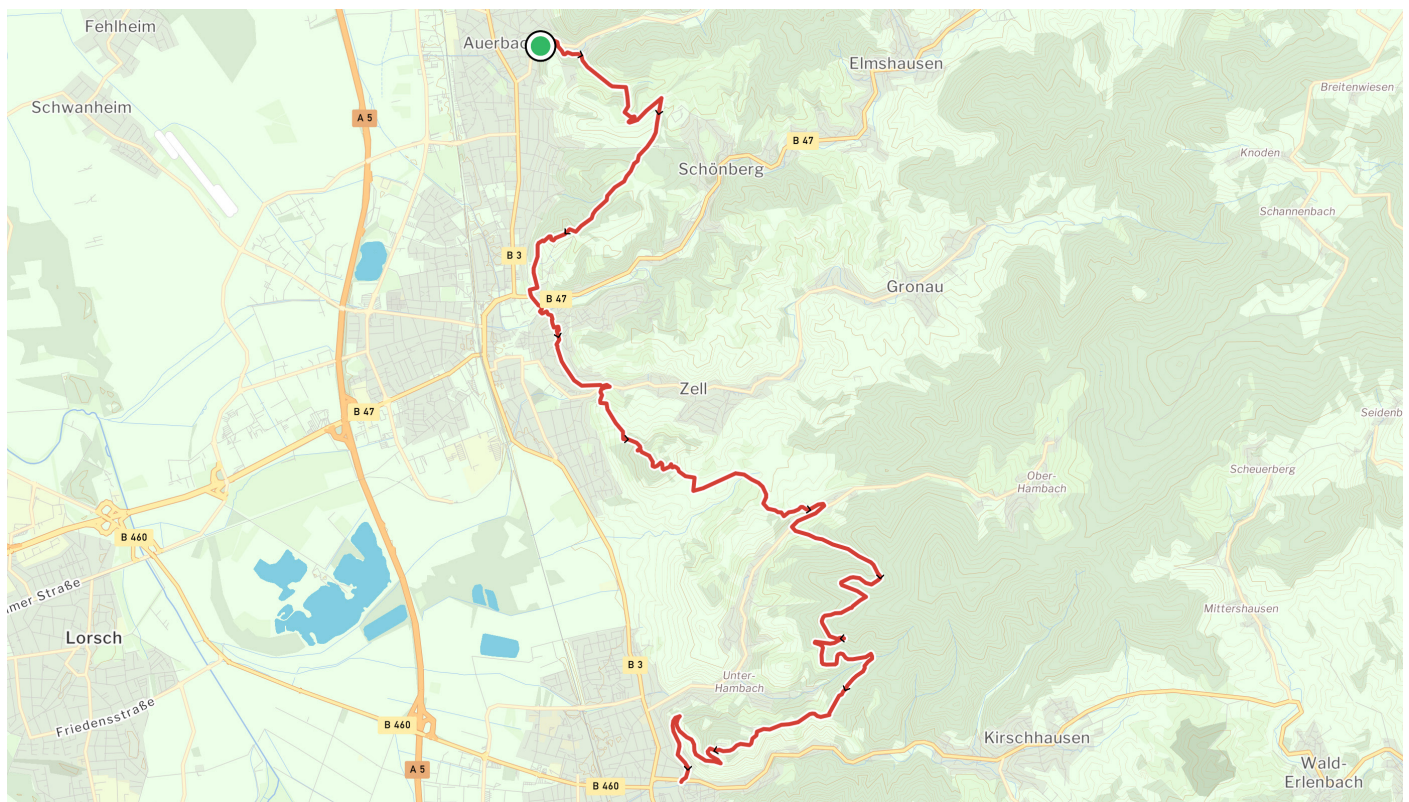 Fehlheim
Auerbac
Elmshausen
Breitenwiesen
Schwanheim
A 5
B 47
Knoden
Schönberg
Schannenbach
B 3
Gronau
B 47
Zell
B 47
Seidenb
Ober-
Hambach
Scheuerberg
B 460
mer Straße
Mittershausen
Lorsch
B 3
Unter-
Hambach
Friedensstraße
B 460
Kirschhausen
A 5
Wald-
Erlenbach
B 460